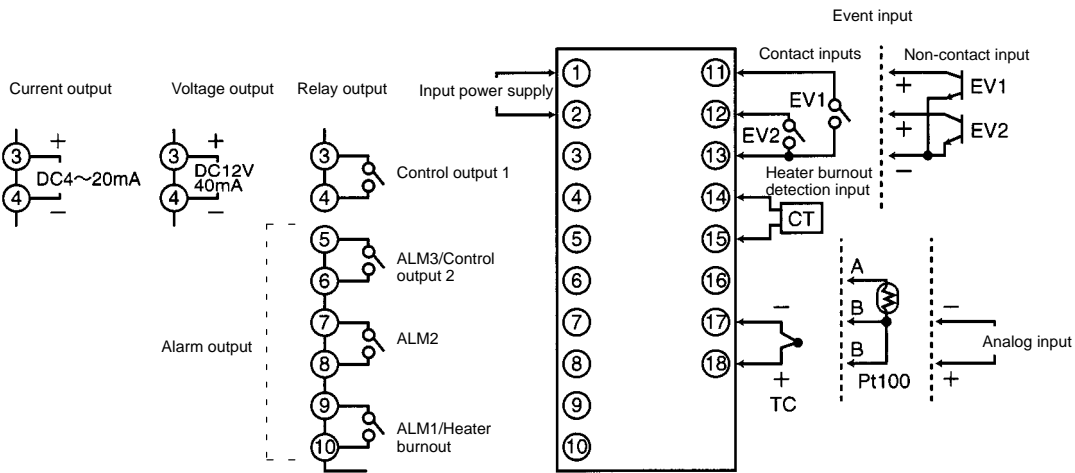 Event input
Current output
Voltage output
Relay output
Input power supply
Contact inputs
Non-contact input
3
+
DC4～20mA
4
−
3
+
DC12V
40mA
4
−
3
4
Control output 1
Alarm output
5
6
ALM3/Control
output 2
7
8
ALM2
9
10
ALM1/Heater
burnout
1
2
3
4
5
6
7
8
9
10
11
12
13
14
15
16
17
18
EV1
EV2
+
EV1
+
EV2
−
Heater burnout
detection input
CT
−
+
TC
A
B
B
Pt100
−
+
Analog input